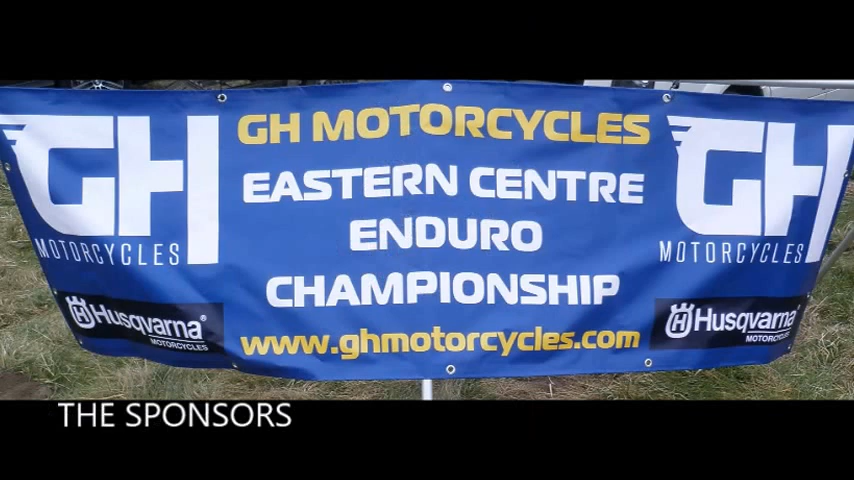 GH MOTORCYCLES
EASTERN CENTRE
ENDURO
CHAMPIONSHIP
www.ghmotorcycles.com
GH
MOTORCYCLES
Husqvarna®
MOTORCYCLES
GH
MOTORCYCLES
Husqvarna®
MOTORCYCLES
THE SPONSORS